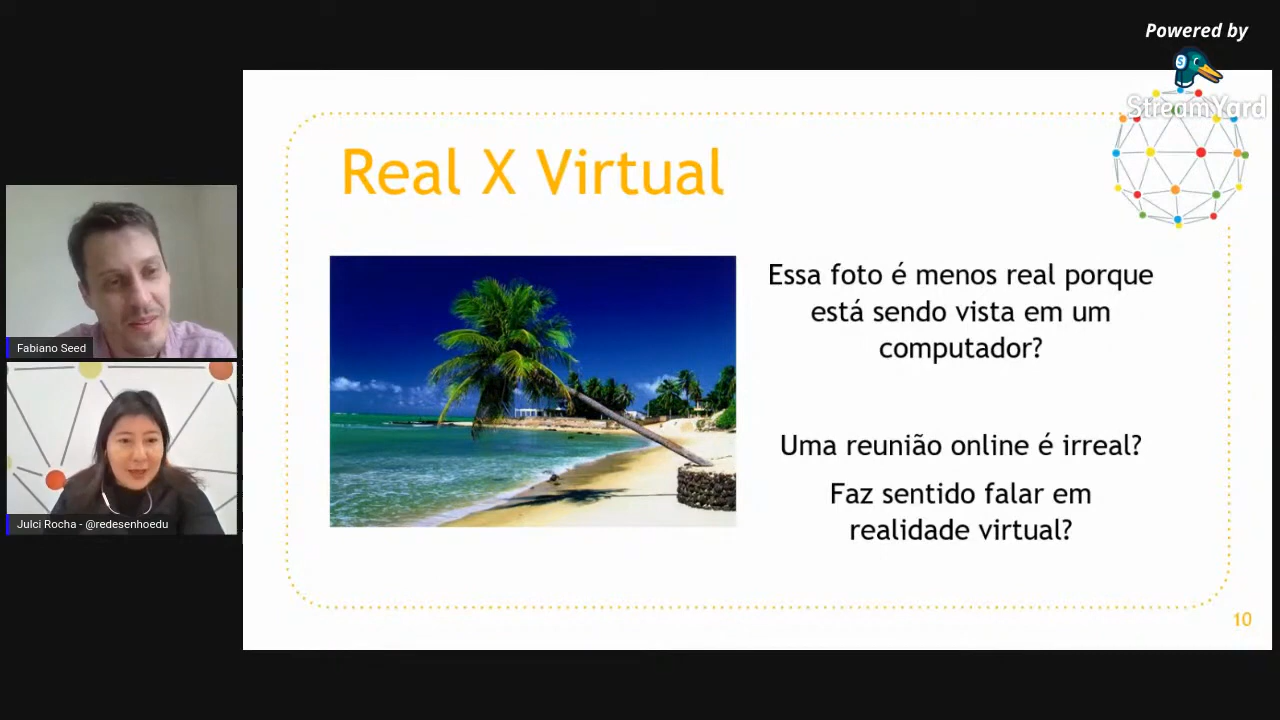 Powered by
StreamYard
Real X Virtual
Essa foto é menos real porque
está sendo vista em um
computador?
Uma reunião online é irreal?
Faz sentido falar em
realidade virtual?
10
Fabiano Seed
Julci Rocha - @redesenhoedu